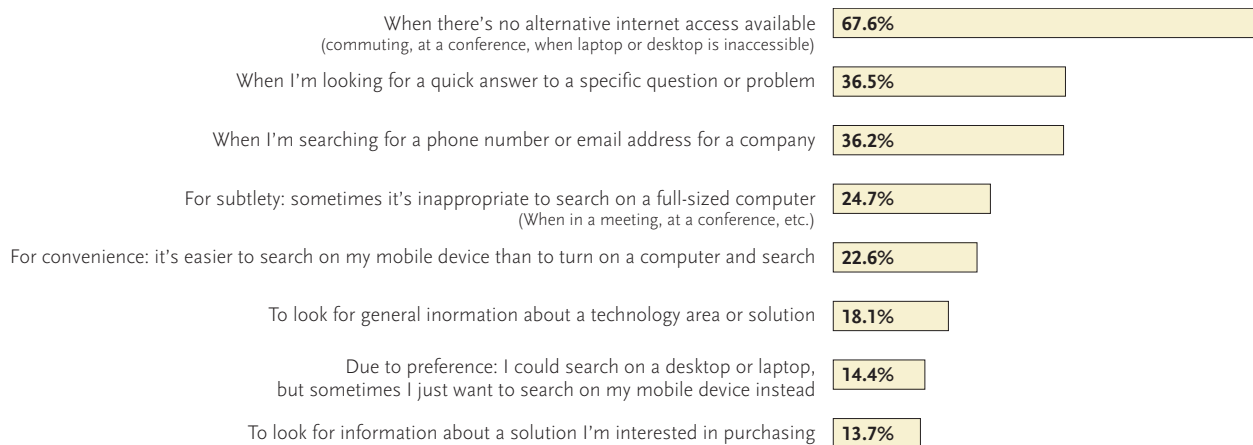 When there’s no alternative internet access available
67.6%
(commuting, at a conference, when laptop or desktop is inaccessible)
When I’m looking for a quick answer to a specific question or problem
36.5%
When I’m searching for a phone number or email address for a company
36.2%
For subtlety: sometimes it’s inappropriate to search on a full-sized computer
24.7%
(When in a meeting, at a conference, etc.)
For convenience: it’s easier to search on my mobile device than to turn on a computer and search
22.6%
To look for general inormation about a technology area or solution
18.1%
Due to preference: I could search on a desktop or laptop,
but sometimes I just want to search on my mobile device instead
14.4%
To look for information about a solution I’m interested in purchasing
13.7%